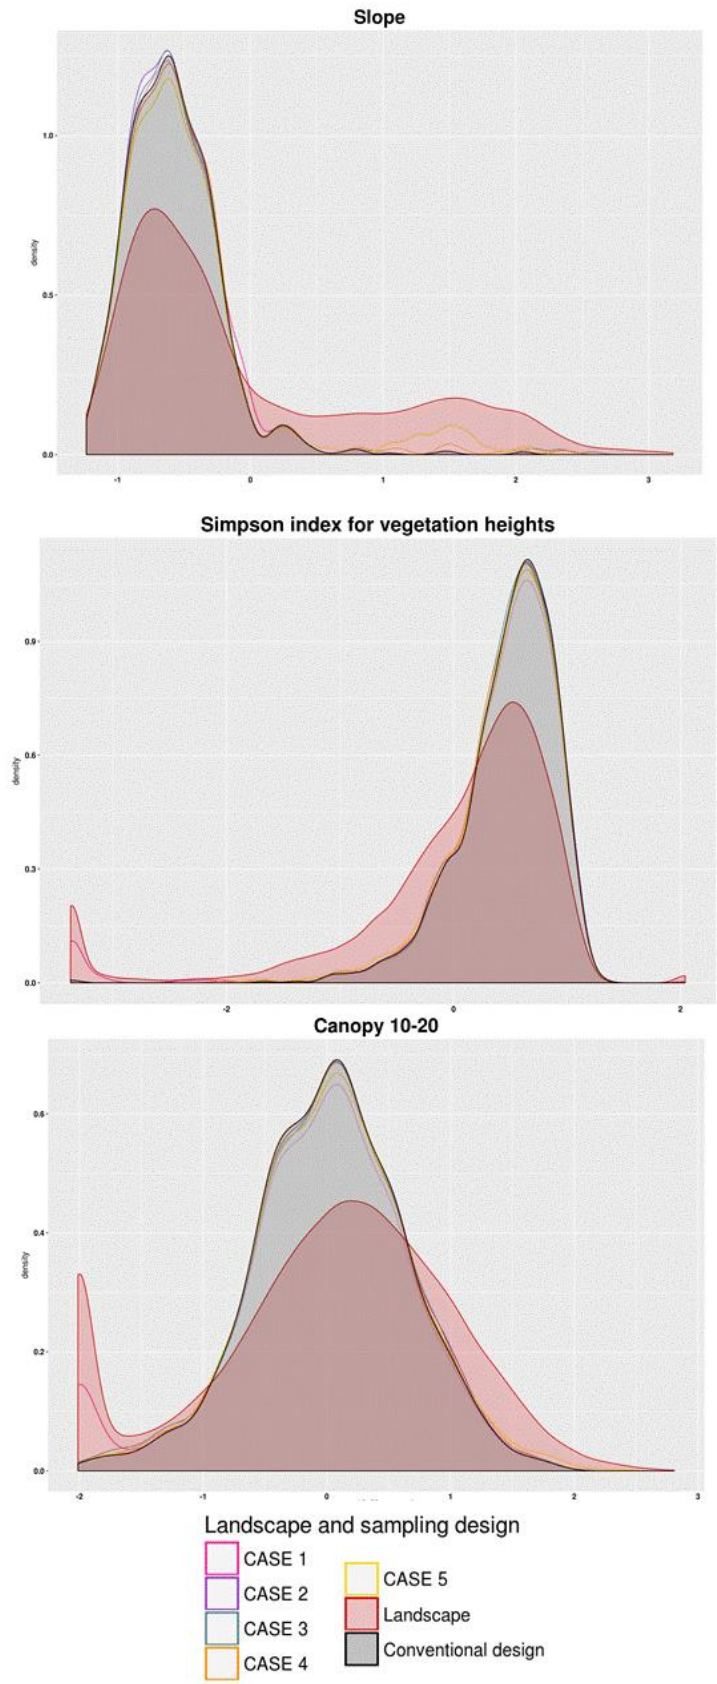 Slope
density
1.0
0.5
0.0
-1
0
1
2
3
Simpson index for vegetation heights
density
0.9
0.6
0.3
0.0
-2
0
2
Canopy 10-20
density
0.6
0.4
0.2
0.0
-2
-1
0
1
2
3
Landscape and sampling design
CASE 1
CASE 2
CASE 3
CASE 4
CASE 5
Landscape
Conventional design